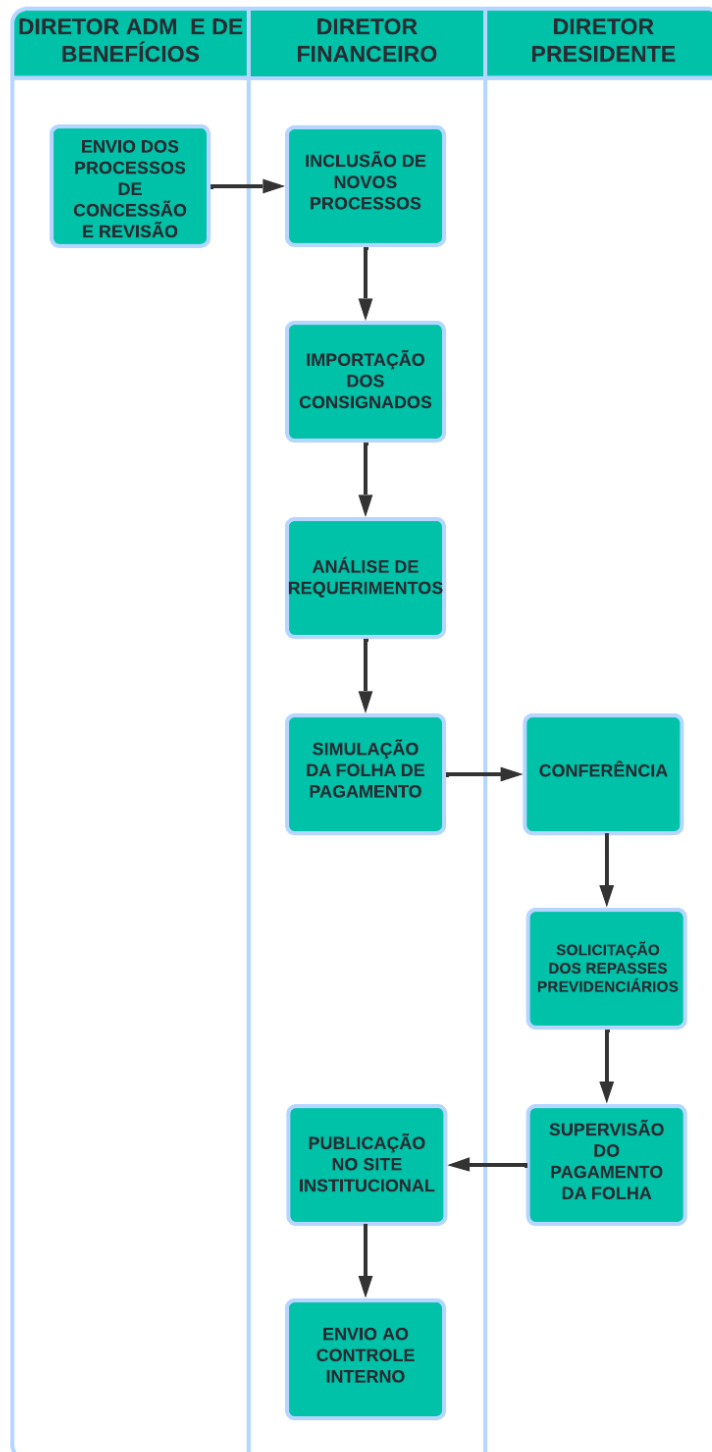 DIRETOR ADM E DE
BENEFÍCIOS
DIRETOR
FINANCEIRO
DIRETOR
PRESIDENTE
ENVIO DOS
PROCESSOS
DE
CONCESSÃO
E REVISÃO
INCLUSÃO DE
NOVOS
PROCESSOS
IMPORTAÇÃO
DOS
CONSIGNADOS
ANÁLISE DE
REQUERIMENTOS
SIMULAÇÃO
DA FOLHA DE
PAGAMENTO
CONFERÊNCIA
SOLICITAÇÃO
DOS REPASSES
PREVIDENCIÁRIOS
SUPERVISÃO
DO
PAGAMENTO
DA FOLHA
PUBLICAÇÃO
NO SITE
INSTITUCIONAL
ENVIO AO
CONTROLE
INTERNO